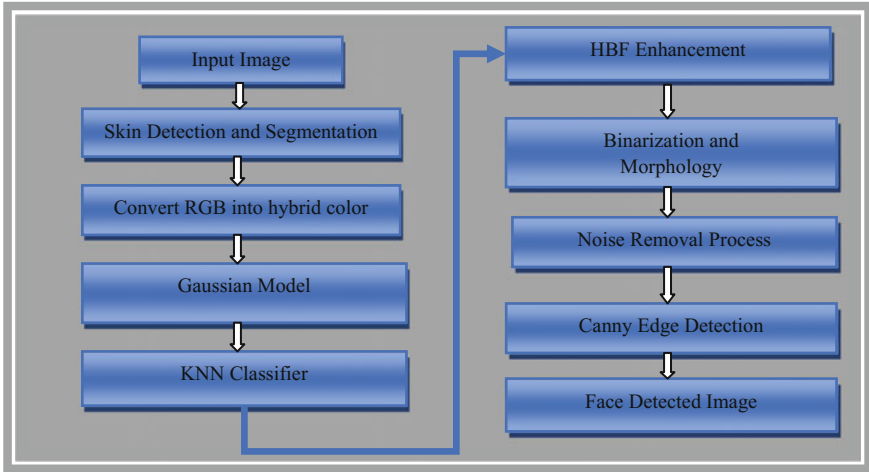 Input Image
Skin Detection and Segmentation
Convert RGB into hybrid color
Gaussian Model
KNN Classifier
HBF Enhancement
Binarization and
Morphology
Noise Removal Process
Canny Edge Detection
Face Detected Image